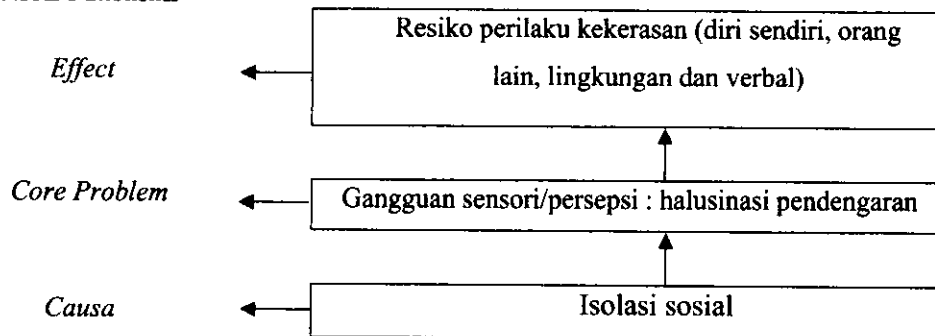 Effect
Resiko perilaku kekerasan (diri sendiri, orang
lain, lingkungan dan verbal)
Core Problem
Gangguan sensori/persepsi : halusinasi pendengaran
Causa
Isolasi sosial